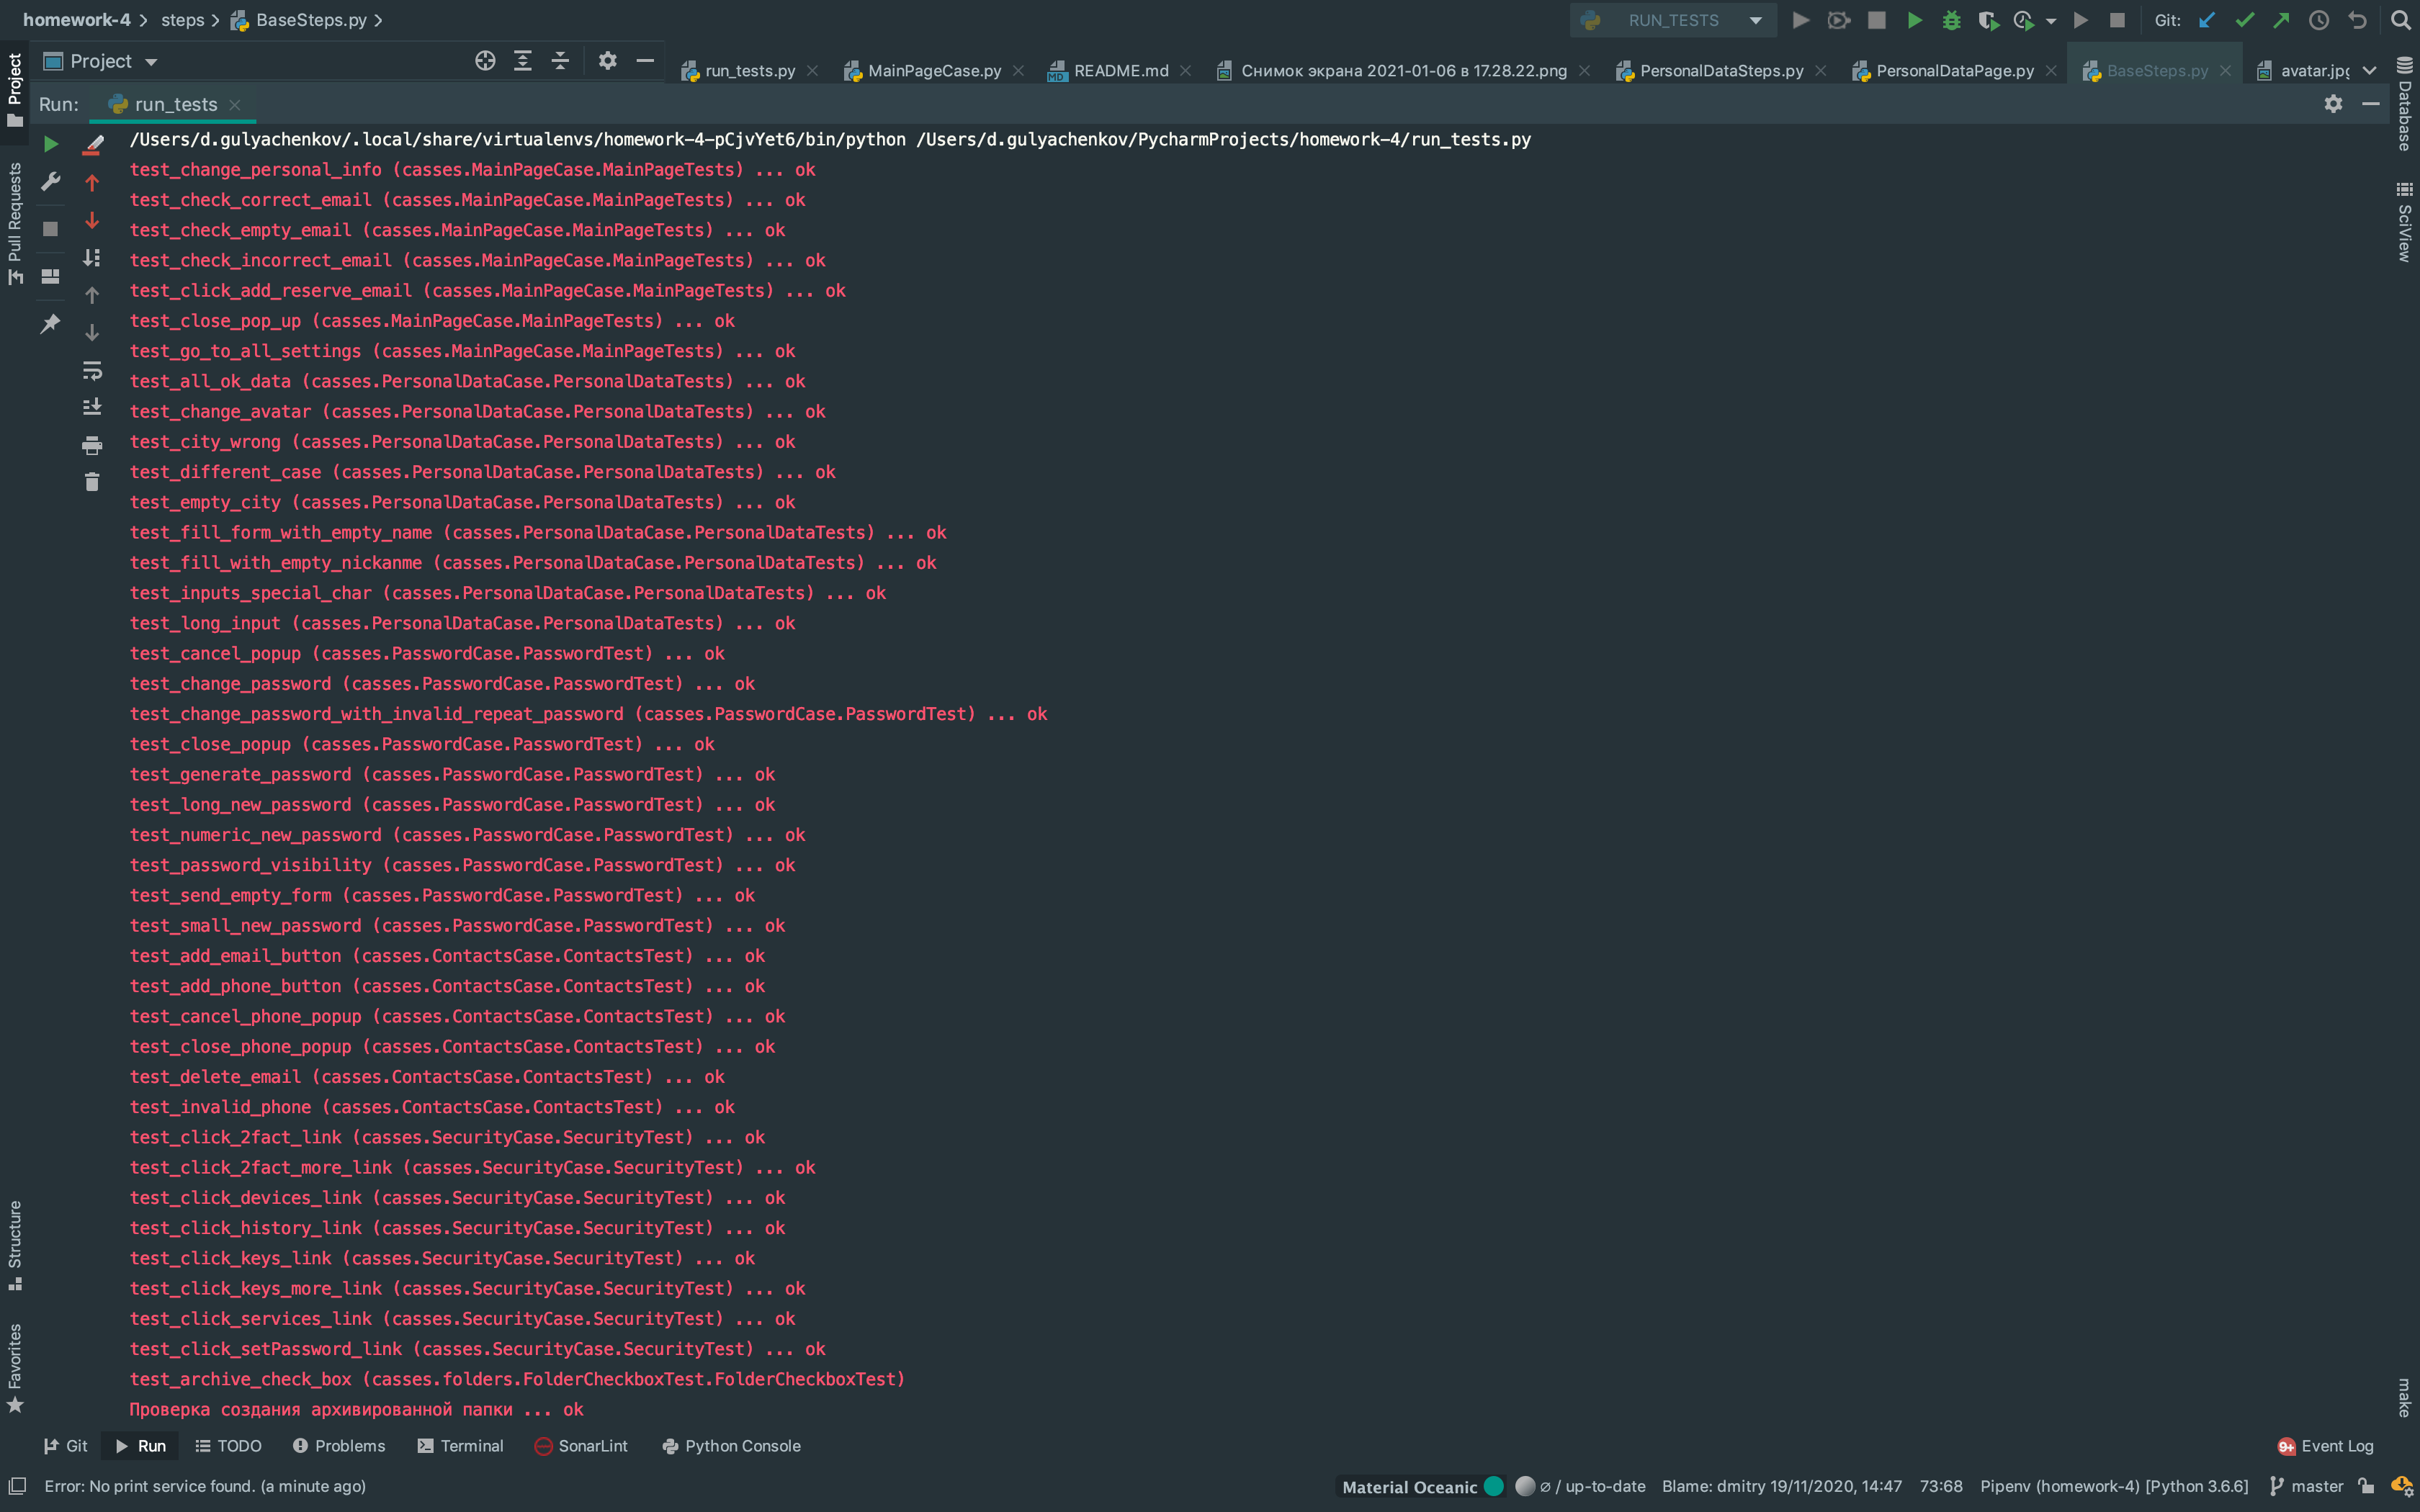 homework-4 steps BaseSteps.py
RUN_TESTS
Git:
Project
run_tests.py
MainPageCase.py
README.md
Снимок экрана 2021-01-06 в 17.28.22.png
PersonalDataSteps.py
PersonalDataPage.py
BaseSteps.py
avatar.jpg
Run: run_tests
/Users/d.gulyachenkov/.local/share/virtualenvs/homework-4-pCjvYet6/bin/python /Users/d.gulyachenkov/PycharmProjects/homework-4/run_tests.py
test_change_personal_info (casses.MainPageCase.MainPageTests) ... ok
test_check_correct_email (casses.MainPageCase.MainPageTests) ... ok
test_check_empty_email (casses.MainPageCase.MainPageTests) ... ok
test_check_incorrect_email (casses.MainPageCase.MainPageTests) ... ok
test_click_add_reserve_email (casses.MainPageCase.MainPageTests) ... ok
test_close_pop_up (casses.MainPageCase.MainPageTests) ... ok
test_go_to_all_settings (casses.MainPageCase.MainPageTests) ... ok
test_all_ok_data (casses.PersonalDataCase.PersonalDataTests) ... ok
test_change_avatar (casses.PersonalDataCase.PersonalDataTests) ... ok
test_city_wrong (casses.PersonalDataCase.PersonalDataTests) ... ok
test_different_case (casses.PersonalDataCase.PersonalDataTests) ... ok
test_empty_city (casses.PersonalDataCase.PersonalDataTests) ... ok
test_fill_form_with_empty_name (casses.PersonalDataCase.PersonalDataTests) ... ok
test_fill_with_empty_nickanme (casses.PersonalDataCase.PersonalDataTests) ... ok
test_inputs_special_char (casses.PersonalDataCase.PersonalDataTests) ... ok
test_long_input (casses.PersonalDataCase.PersonalDataTests) ... ok
test_cancel_popup (casses.PasswordCase.PasswordTest) ... ok
test_change_password (casses.PasswordCase.PasswordTest) ... ok
test_change_password_with_invalid_repeat_password (casses.PasswordCase.PasswordTest) ... ok
test_close_popup (casses.PasswordCase.PasswordTest) ... ok
test_generate_password (casses.PasswordCase.PasswordTest) ... ok
test_long_new_password (casses.PasswordCase.PasswordTest) ... ok
test_numeric_new_password (casses.PasswordCase.PasswordTest) ... ok
test_password_visibility (casses.PasswordCase.PasswordTest) ... ok
test_send_empty_form (casses.PasswordCase.PasswordTest) ... ok
test_small_new_password (casses.PasswordCase.PasswordTest) ... ok
test_add_email_button (casses.ContactsCase.ContactsTest) ... ok
test_add_phone_button (casses.ContactsCase.ContactsTest) ... ok
test_cancel_phone_popup (casses.ContactsCase.ContactsTest) ... ok
test_close_phone_popup (casses.ContactsCase.ContactsTest) ... ok
test_delete_email (casses.ContactsCase.ContactsTest) ... ok
test_invalid_phone (casses.ContactsCase.ContactsTest) ... ok
test_click_2fact_link (casses.SecurityCase.SecurityTest) ... ok
test_click_2fact_more_link (casses.SecurityCase.SecurityTest) ... ok
test_click_devices_link (casses.SecurityCase.SecurityTest) ... ok
test_click_history_link (casses.SecurityCase.SecurityTest) ... ok
test_click_keys_link (casses.SecurityCase.SecurityTest) ... ok
test_click_keys_more_link (casses.SecurityCase.SecurityTest) ... ok
test_click_services_link (casses.SecurityCase.SecurityTest) ... ok
test_click_setPassword_link (casses.SecurityCase.SecurityTest) ... ok
test_archive_check_box (casses.folders.FolderCheckboxTest.FolderCheckboxTest)
Проверка создания архивированной папки ... ok
Project
Pull Requests
Structure
Favorites
Database
SciView
make
Git
Run
TODO
Problems
Terminal
SonarLint
Python Console
9+ Event Log
Error: No print service found. (a minute ago)
Material Oceanic
⌀ / up-to-date
Blame: dmitry 19/11/2020, 14:47
73:68
Pipenv (homework-4) [Python 3.6.6]
master